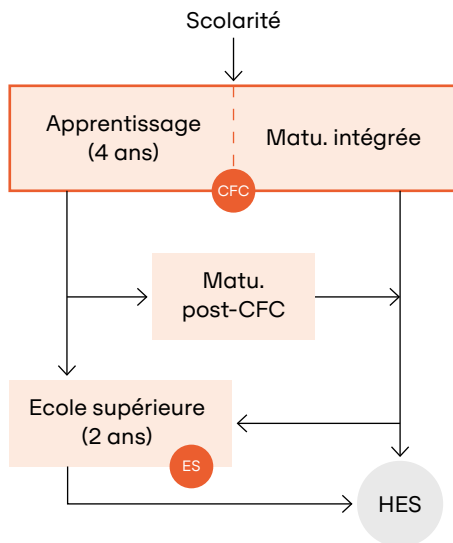 Scolarité
Apprentissage
(4 ans)
Matu. intégrée
CFC
Matu.
post-CFC
Ecole supérieure
(2 ans)
ES
HES